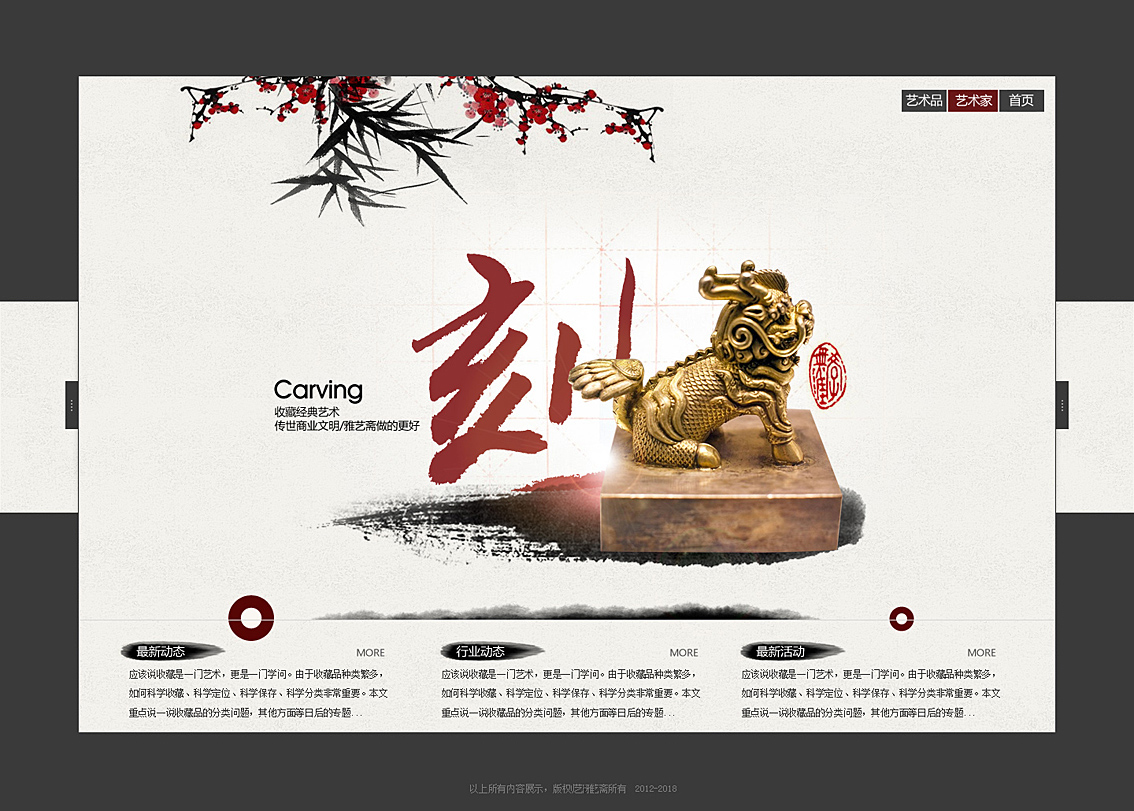 艺术品 艺术家 首页
刻
Carving
收藏经典艺术
传世商业文明/雅艺斋做的更好
最新动态 MORE
应该说收藏是一门艺术，更是一门学问。由于收藏品种类繁多，
如何科学收藏、科学定位、科学保存、科学分类非常重要。本文
重点说一说收藏品的分类问题，其他方面等日后的专题...
行业动态 MORE
应该说收藏是一门艺术，更是一门学问。由于收藏品种类繁多，
如何科学收藏、科学定位、科学保存、科学分类非常重要。本文
重点说一说收藏品的分类问题，其他方面等日后的专题...
最新活动 MORE
应该说收藏是一门艺术，更是一门学问。由于收藏品种类繁多，
如何科学收藏、科学定位、科学保存、科学分类非常重要。本文
重点说一说收藏品的分类问题，其他方面等日后的专题...
以上所有内容展示，版权归艺雅斋所有 2012-2018